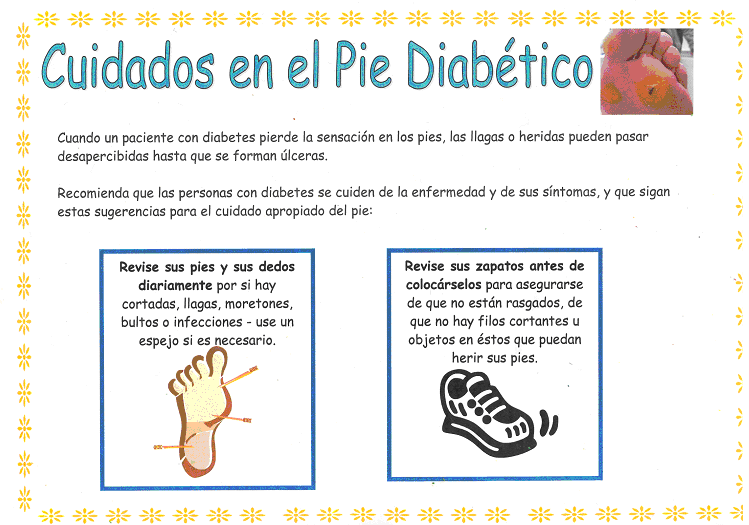 Cuidados en el Pie Diabético
Cuando un paciente con diabetes pierde la sensación en los pies, las llagas o heridas pueden pasar
desapercibidas hasta que se forman úlceras.
Recomienda que las personas con diabetes se cuiden de la enfermedad y de sus síntomas, y que sigan
estas sugerencias para el cuidado apropiado del pie:
Revise sus pies y sus dedos
diariamente por si hay
cortadas, llagas, moretones,
bultos o infecciones - use un
espejo si es necesario.
Revise sus zapatos antes de
colocárselos para asegurarse
de que no están rasgados, de
que no hay filos cortantes u
objetos en éstos que puedan
herir sus pies.